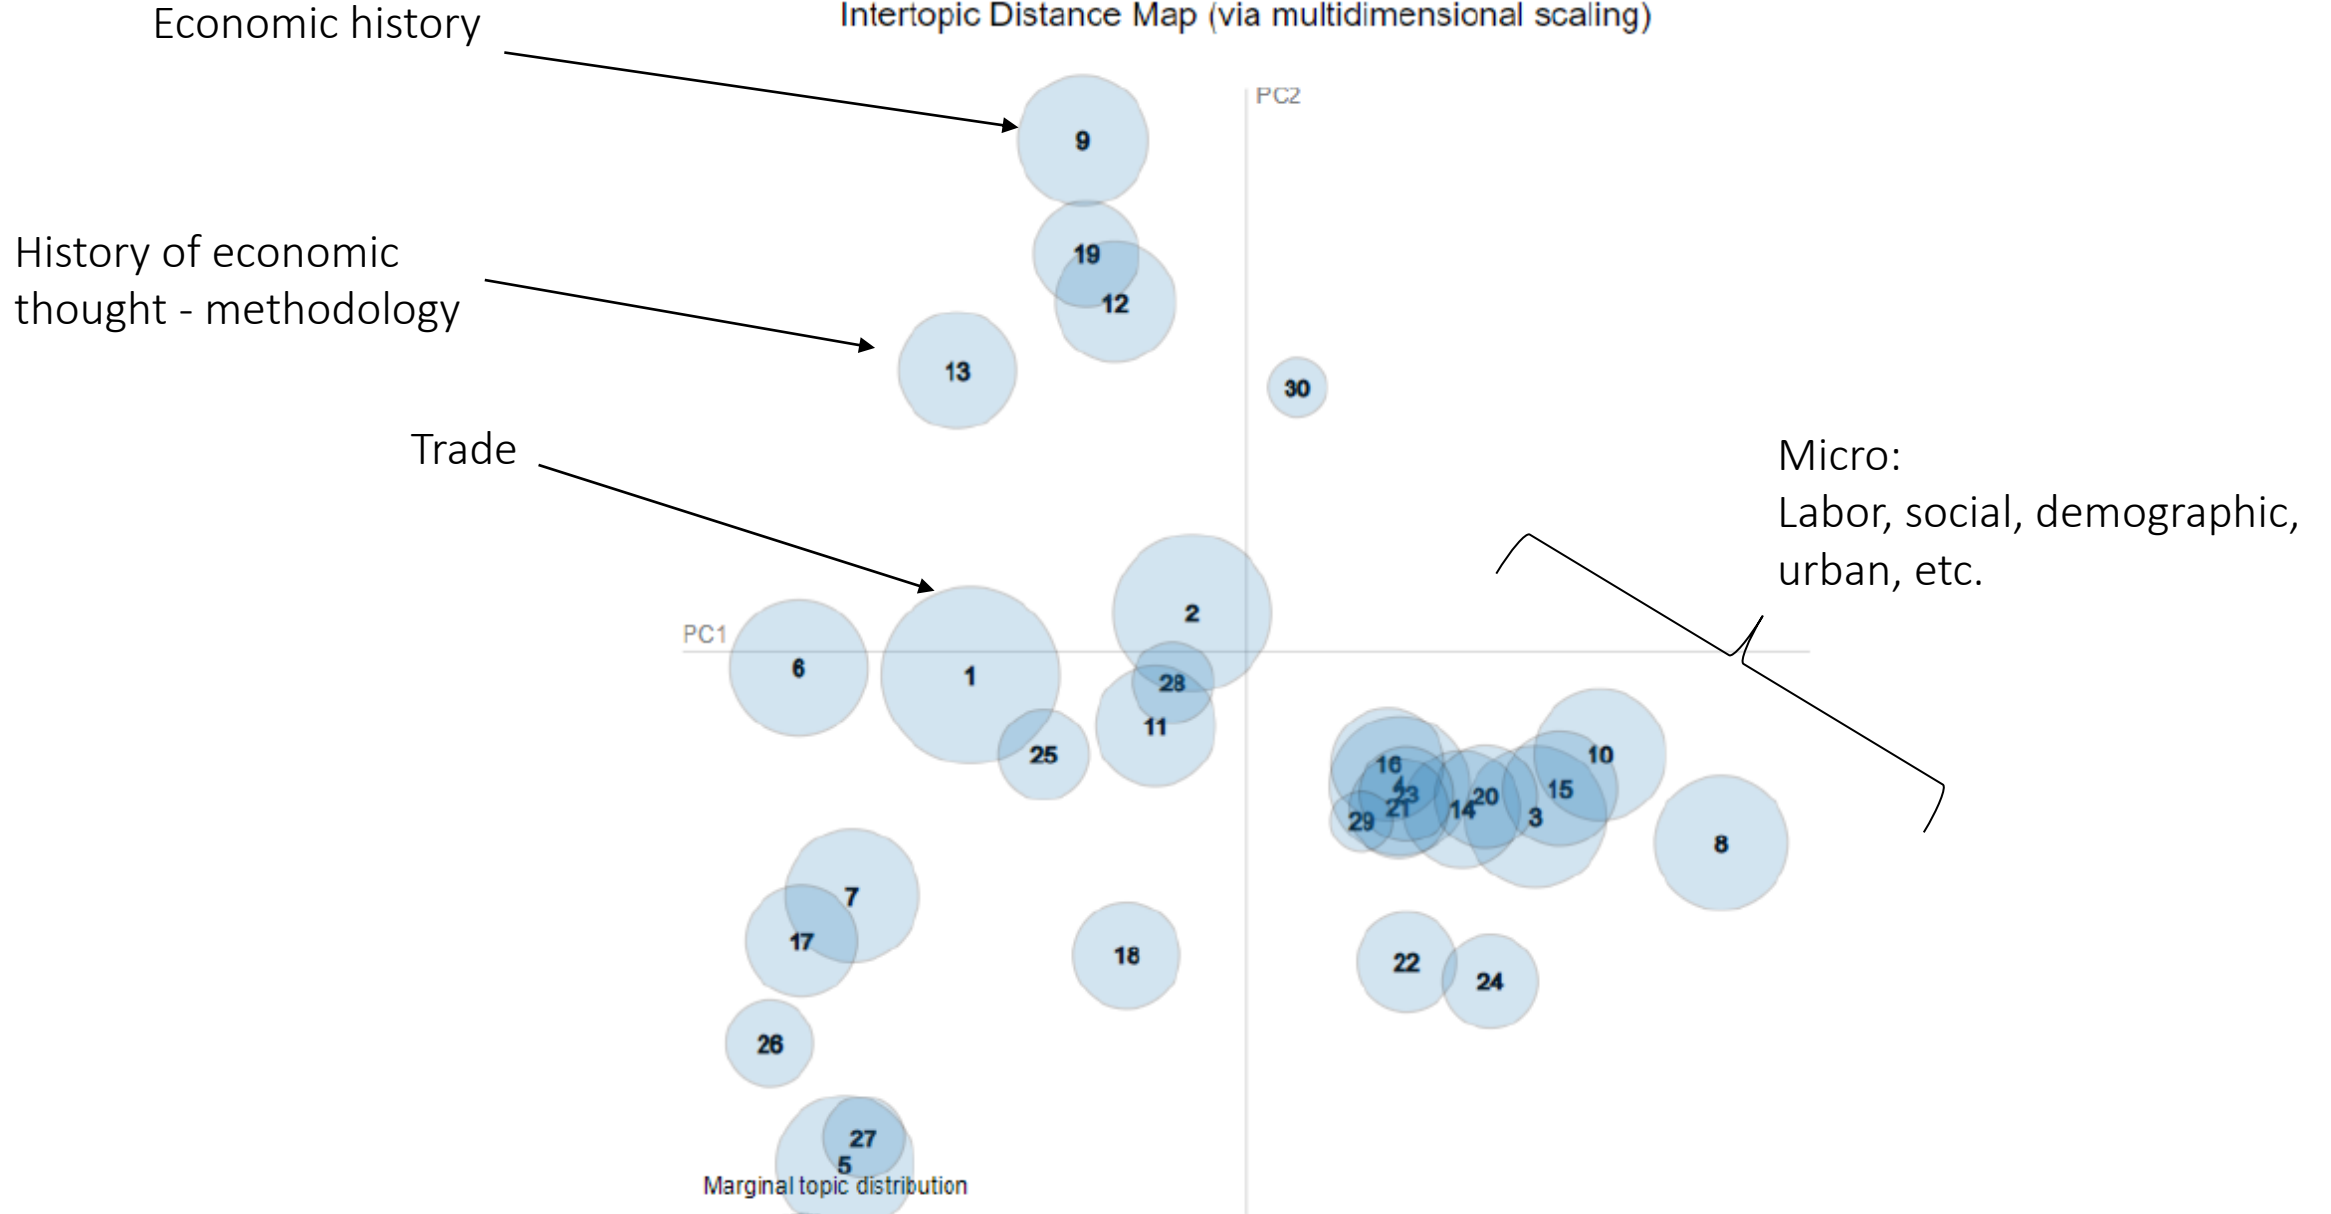 Economic history
Intertopic Distance Map (via multidimensional scaling)
PC2
9
History of economic
thought - methodology
19
12
13
30
Trade
Micro:
Labor, social, demographic,
urban, etc.
PC1
2
6
1
28
11
25
16
4
23
21
29
14
20
3
15
10
8
7
17
18
22
24
26
27
5
Marginal topic distribution